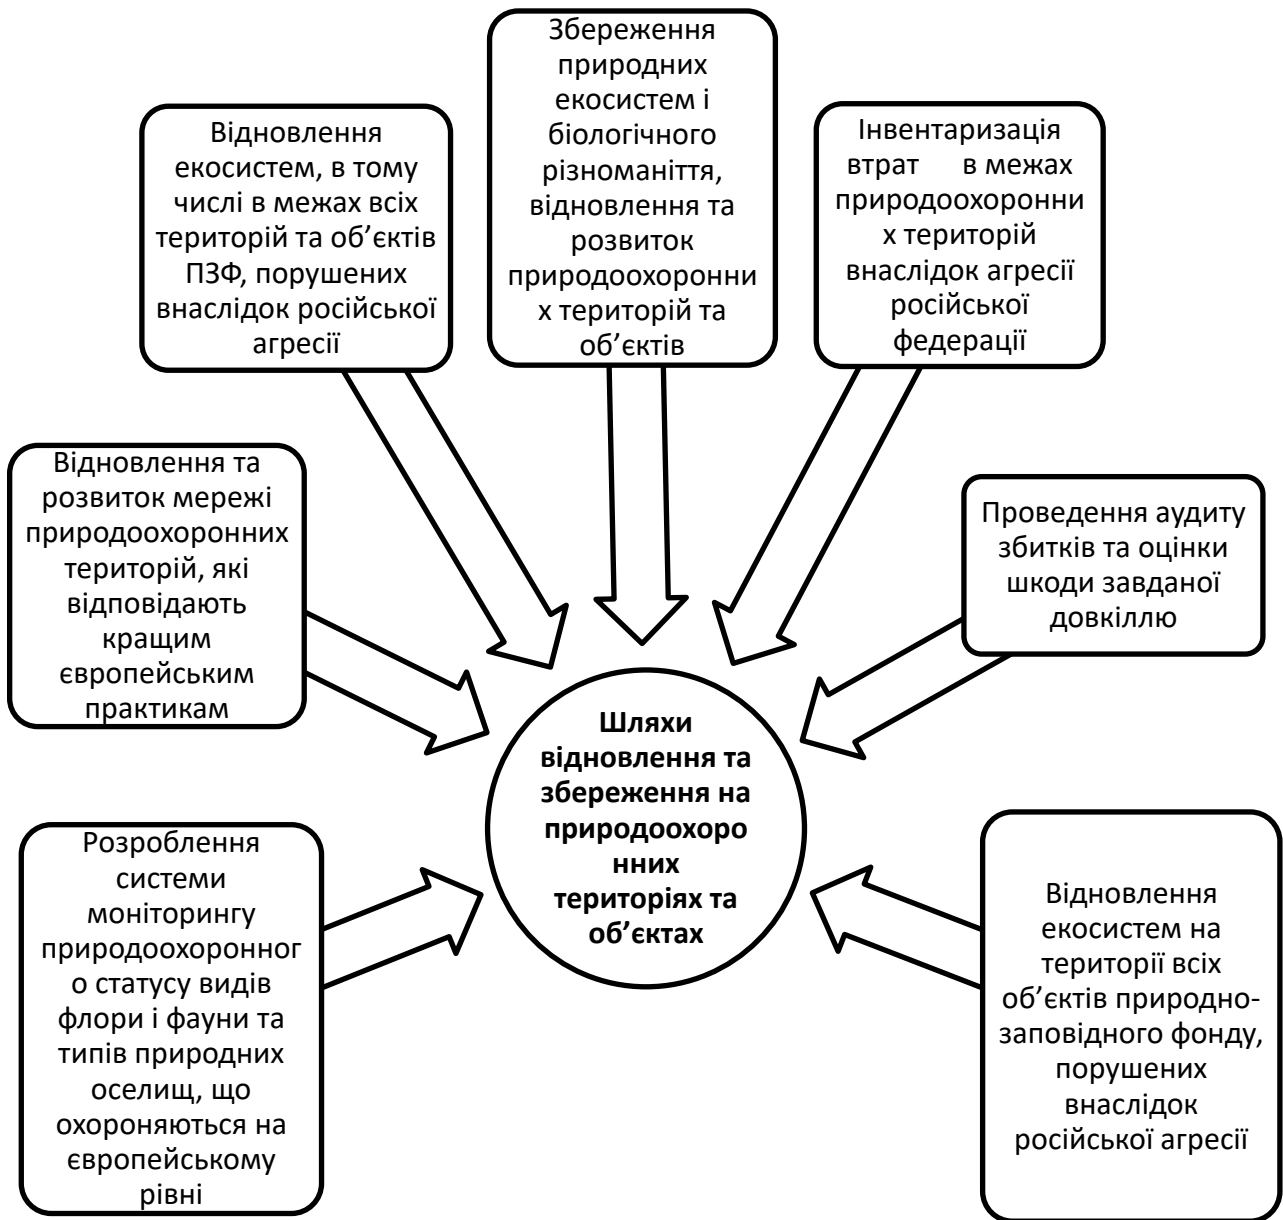 Збереження
природних
екосистем і
біологічного
різноманіття,
відновлення та
розвиток
природоохоронни
х територій та
об’єктів
Відновлення
екосистем, в тому
числі в межах всіх
територій та об’єктів
ПЗФ, порушених
внаслідок російської
агресії
Інвентаризація
втрат в межах
природоохоронни
х територій
внаслідок агресії
російської
федерації
Відновлення та
розвиток мережі
природоохоронних
територій, які
відповідають
кращим
європейським
практикам
Проведення аудиту
збитків та оцінки
шкоди завданої
довкіллю
Шляхи
відновлення та
збереження на
природоохоро
нних
територіях та
об’єктах
Розроблення
системи
моніторингу
природоохоронног
о статусу видів
флори і фауни та
типів природних
оселищ, що
охороняються на
європейському
рівні
Відновлення
екосистем на
території всіх
об’єктів природно-
заповідного фонду,
порушених
внаслідок
російської агресії